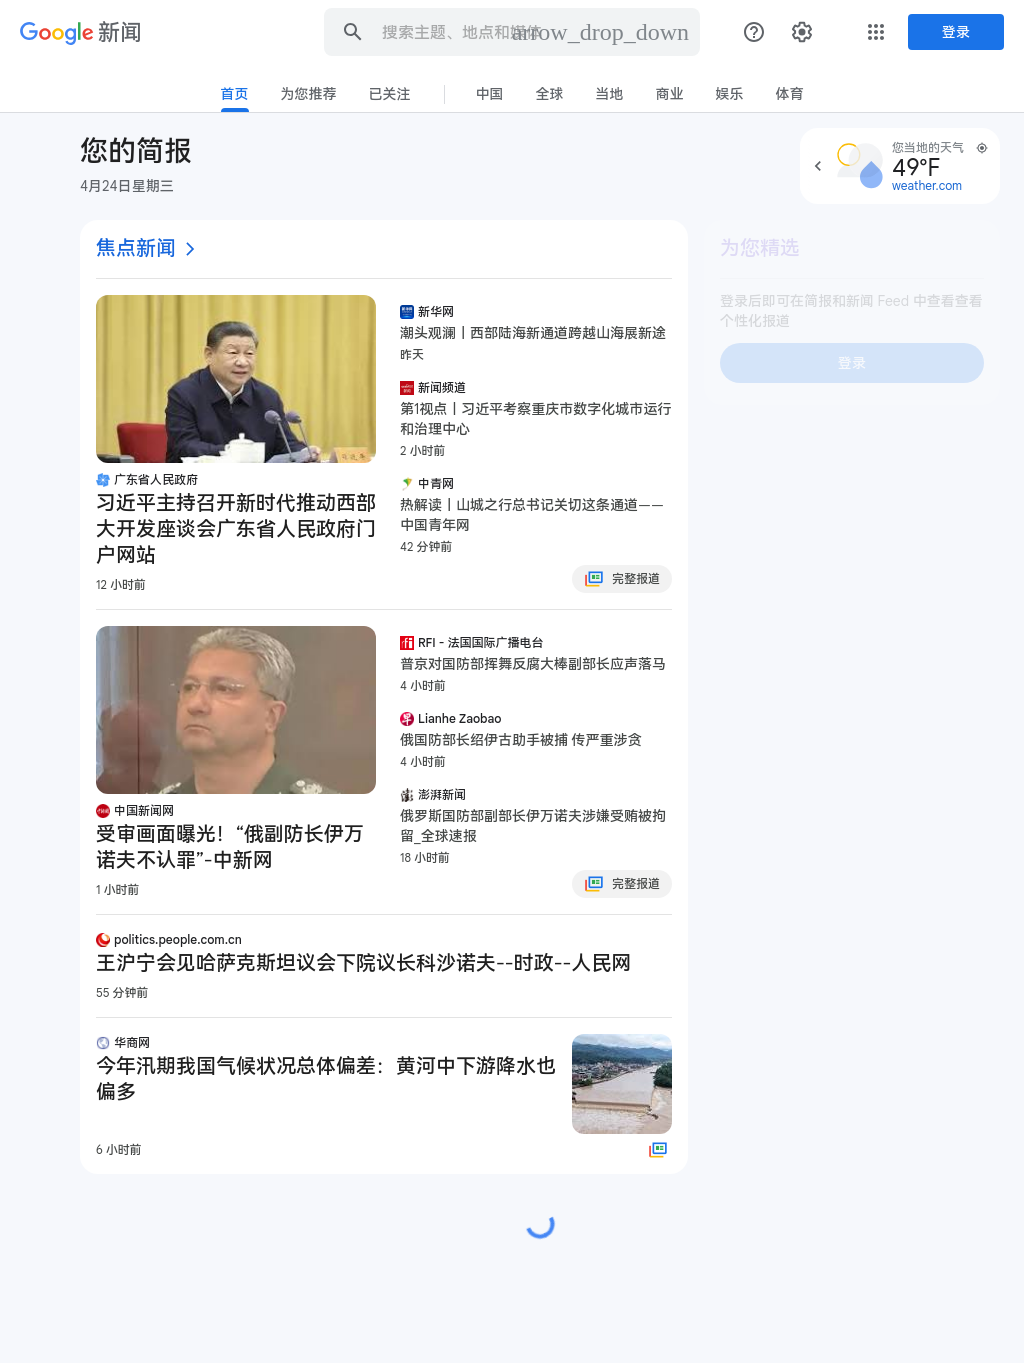 Google 新闻
搜索主题、地点和媒体
arrow_drop_down
登录
首页 为您推荐 已关注 中国 全球 当地 商业 娱乐 体育
您的简报
4月24日星期三
您当地的天气
49°F
weather.com
焦点新闻
广东省人民政府
习近平主持召开新时代推动西部
大开发座谈会广东省人民政府门
户网站
12 小时前
新华网
潮头观澜丨西部陆海新通道跨越山海展新途
昨天
新闻频道
第1视点丨习近平考察重庆市数字化城市运行
和治理中心
2 小时前
中青网
热解读丨山城之行总书记关切这条通道——
中国青年网
42 分钟前
完整报道
中国新闻网
受审画面曝光！“俄副防长伊万
诺夫不认罪”-中新网
1 小时前
RFI - 法国国际广播电台
普京对国防部挥舞反腐大棒副部长应声落马
4 小时前
Lianhe Zaobao
俄国防部长绍伊古助手被捕 传严重涉贪
4 小时前
澎湃新闻
俄罗斯国防部副部长伊万诺夫涉嫌受贿被拘
留_全球速报
18 小时前
完整报道
politics.people.com.cn
王沪宁会见哈萨克斯坦议会下院议长科沙诺夫--时政--人民网
55 分钟前
华商网
今年汛期我国气候状况总体偏差：黄河中下游降水也
偏多
6 小时前
为您精选
登录后即可在简报和新闻 Feed 中查看查看
个性化报道
登录